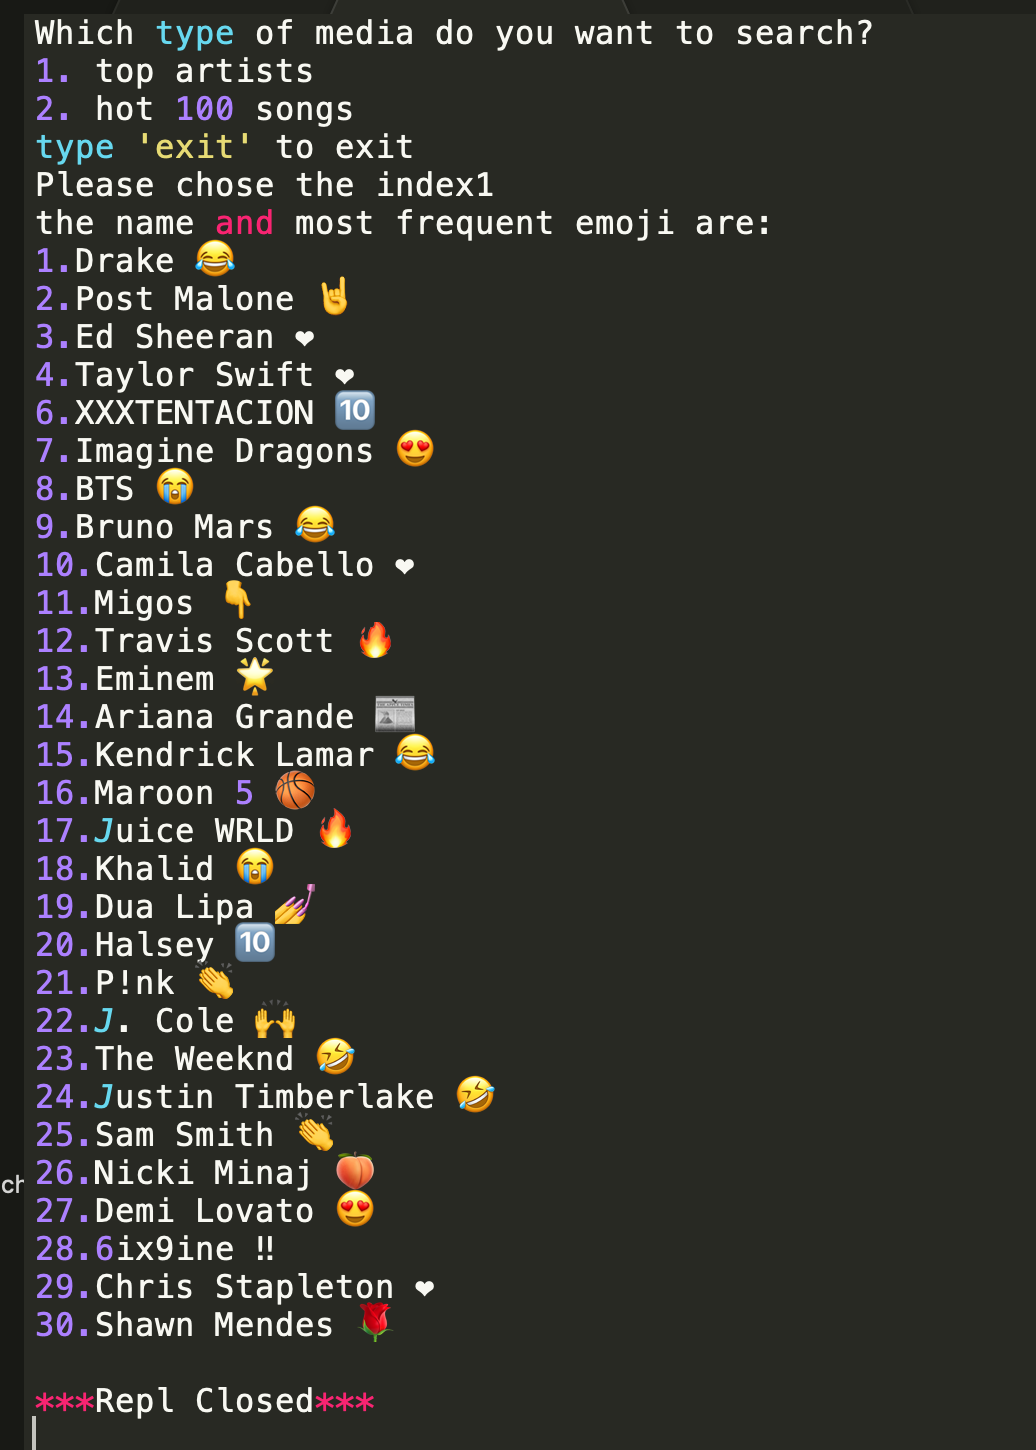 Which type of media do you want to search?
1. top artists
2. hot 100 songs
type 'exit' to exit
Please chose the index1
the name and most frequent emoji are:
1.Drake 😂
2.Post Malone 🤘
3.Ed Sheeran ❤
4.Taylor Swift ❤
6.XXXTENTACION 🔟
7.Imagine Dragons 😍
8.BTS 😭
9.Bruno Mars 😂
10.Camila Cabello ❤
11.Migos 👇
12.Travis Scott 🔥
13.Eminem 🌟
14.Ariana Grande 📰
15.Kendrick Lamar 😂
16.Maroon 5 🏀
17.Juice WRLD 🔥
18.Khalid 😭
19.Dua Lipa 💅
20.Halsey 🔟
21.P!nk 👏
22.J. Cole 🙌
23.The Weeknd 🤣
24.Justin Timberlake 🤣
25.Sam Smith 👏
ch
26.Nicki Minaj 🍑
27.Demi Lovato 😍
28.6ix9ine ‼
29.Chris Stapleton ❤
30.Shawn Mendes 🌹
***Repl Closed***